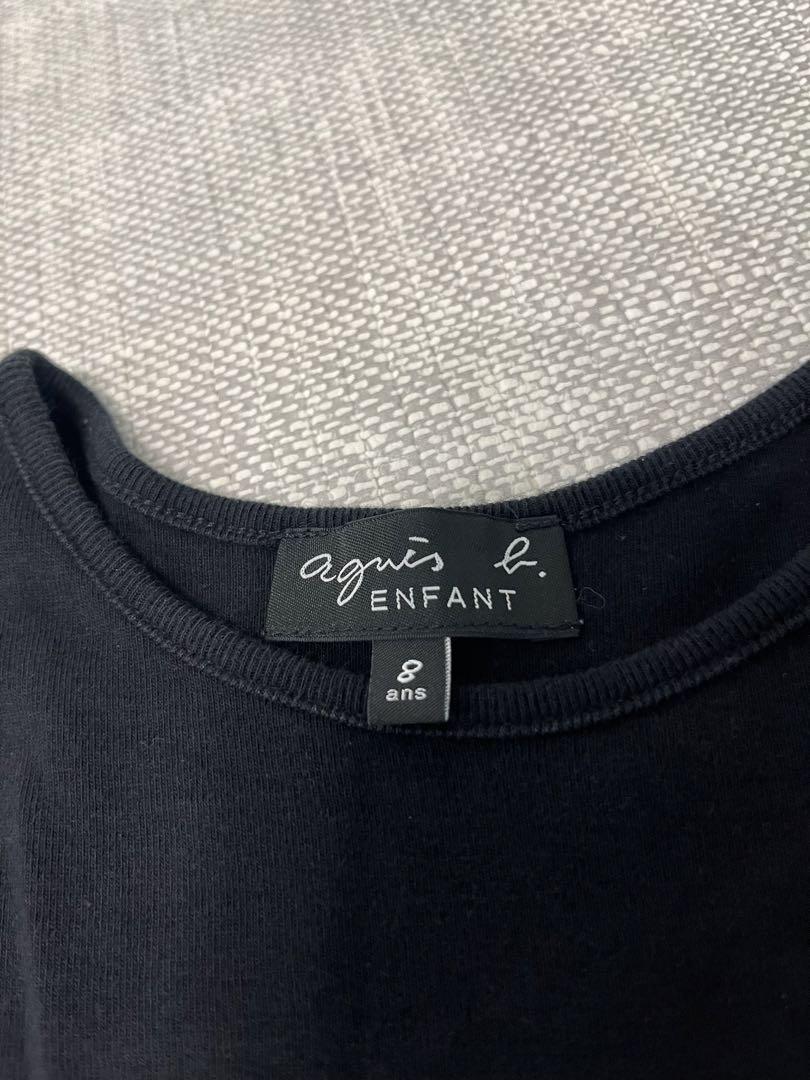 agnès b.
ENFANT
8
ans